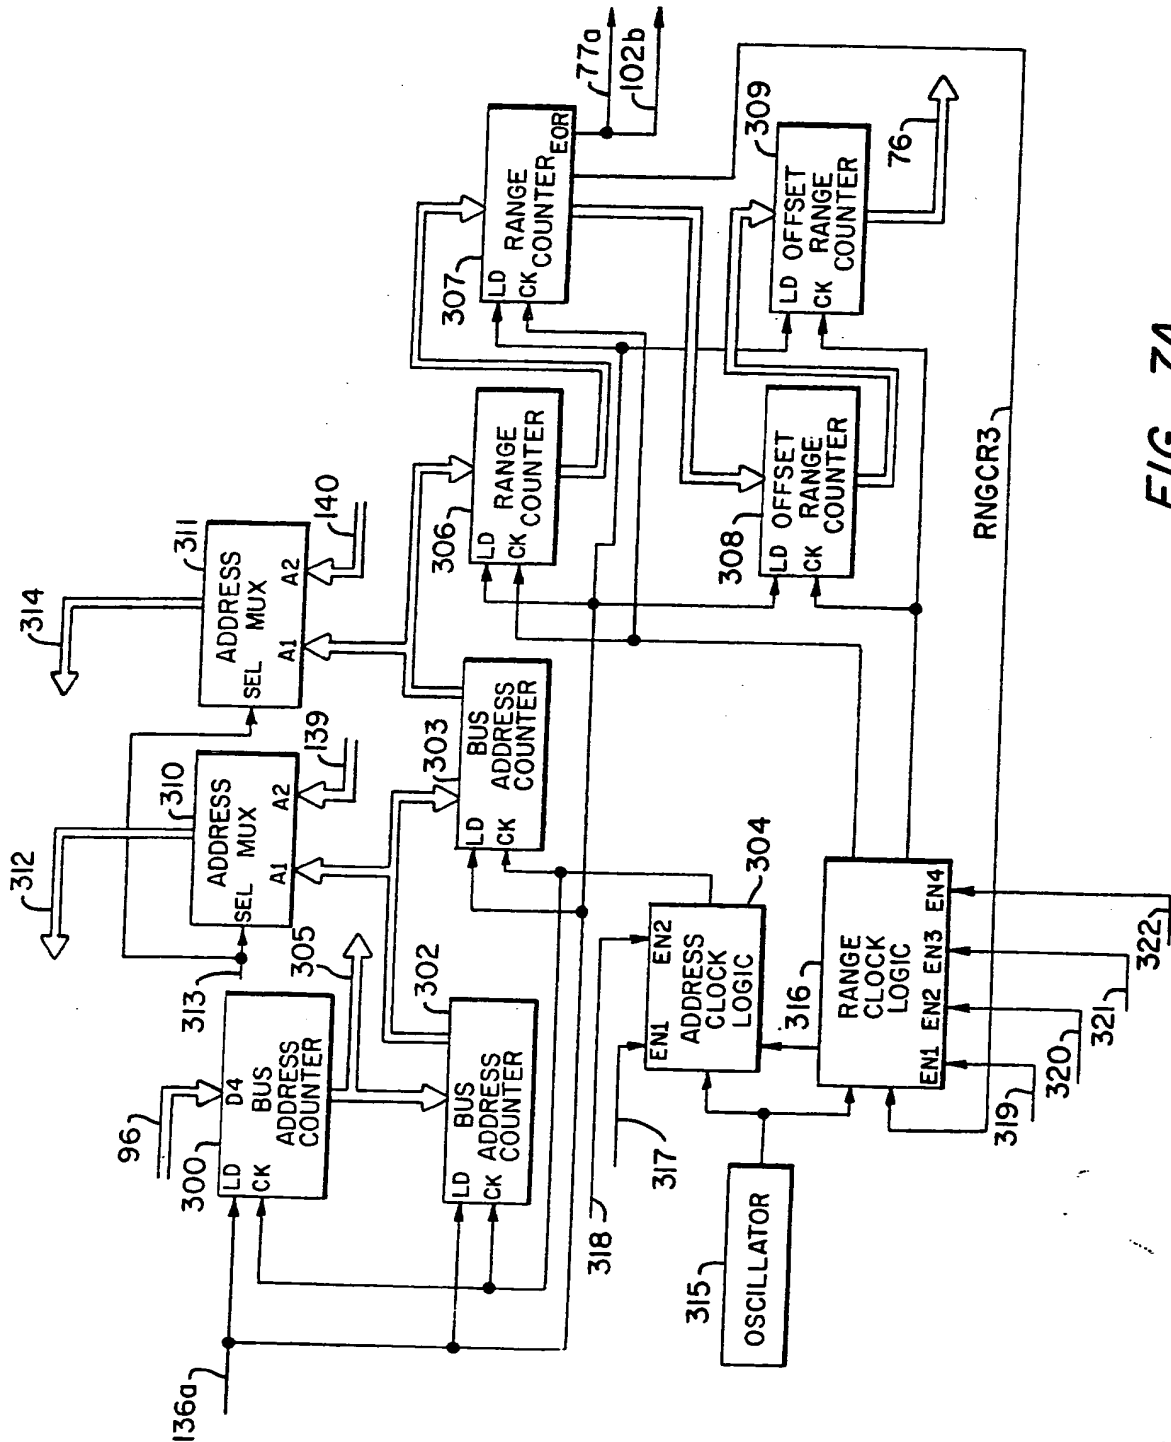 136a
96
300
LD
D4
CK
BUS
ADDRESS
COUNTER
305
302
LD
CK
BUS
ADDRESS
COUNTER
312
313
310
SEL
ADDRESS
MUX
A1
A2
139
314
311
SEL
ADDRESS
MUX
A1
A2
140
303
LD
CK
BUS
ADDRESS
COUNTER
306
LD
CK
RANGE
COUNTER
307
LD
CK
RANGE
COUNTER
EOR
77a
102b
308
LD
CK
OFFSET
RANGE
COUNTER
309
LD
CK
OFFSET
RANGE
COUNTER
76
318
317
EN1
EN2
ADDRESS
CLOCK
LOGIC
304
315
OSCILLATOR
316
RANGE
CLOCK
LOGIC
EN1
EN2
EN3
EN4
319
320
321
322
RNGCR3
FIG. 7A